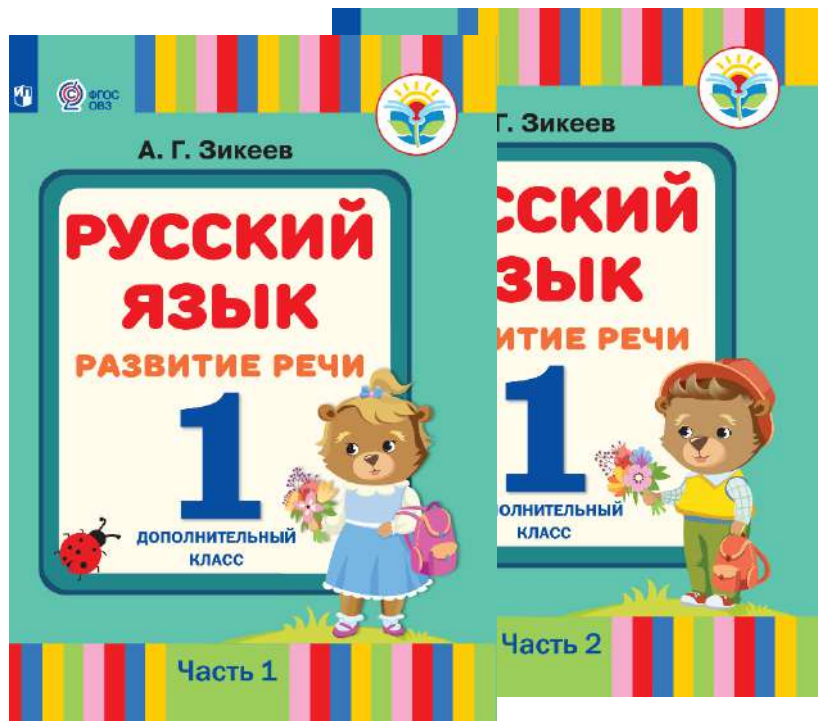 ФГОС
ОВЗ
А. Г. Зикеев
РУССКИЙ
ЯЗЫК
РАЗВИТИЕ РЕЧИ
1
ДОПОЛНИТЕЛЬНЫЙ
КЛАСС
Часть 1
Г. Зикеев
ССКИЙ
ЗЫК
ИТИЕ РЕЧИ
1
ОЛНИТЕЛЬНЫЙ
КЛАСС
Часть 2